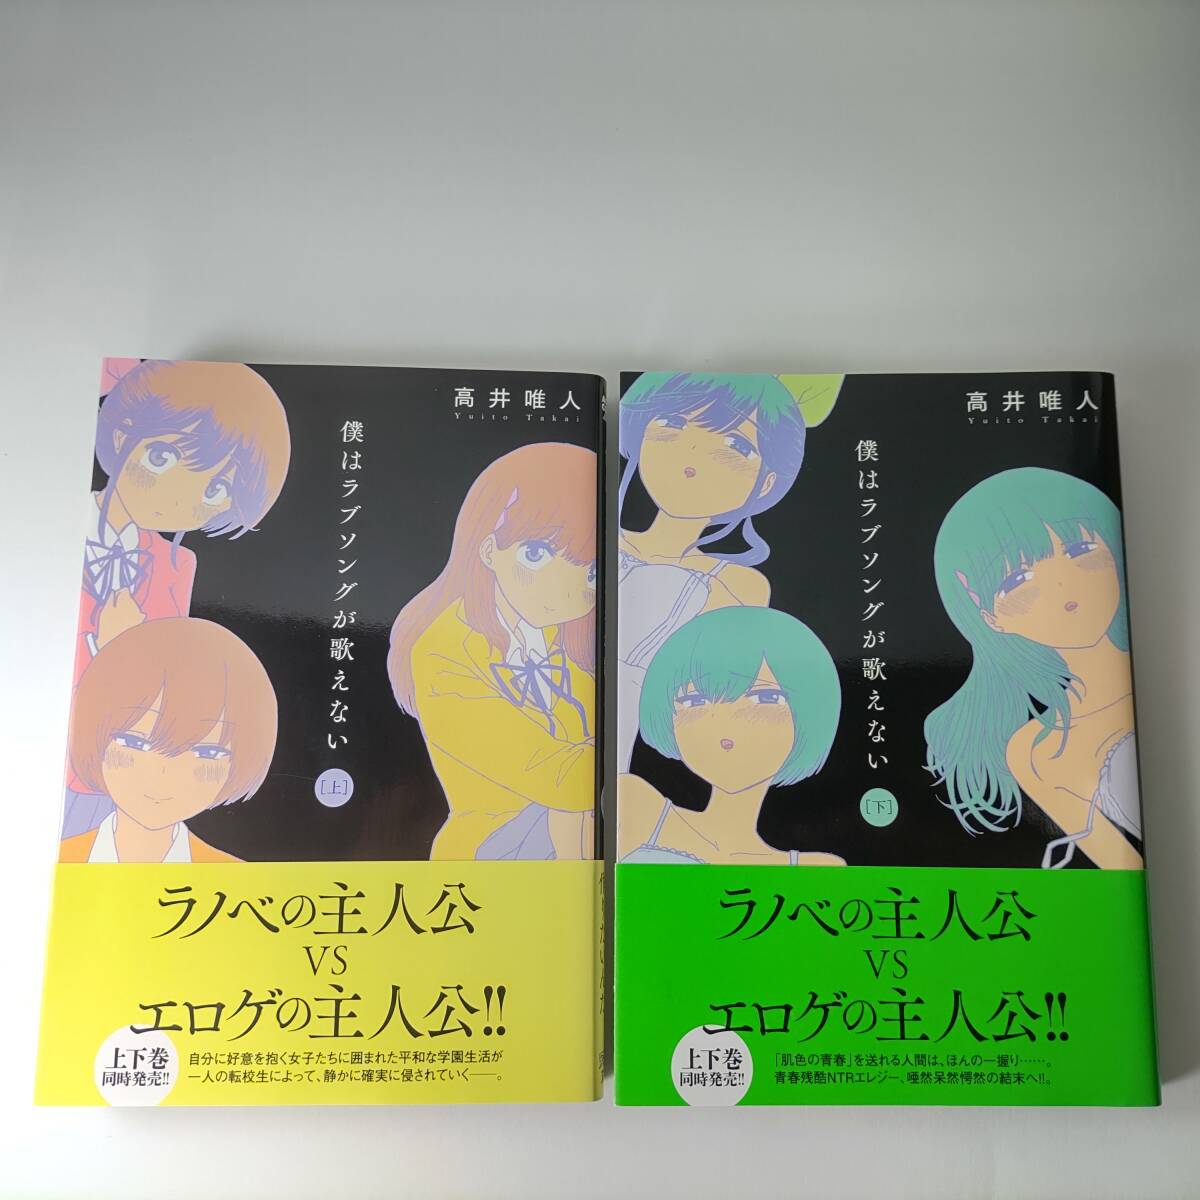 高井唯人
Yuito Takai
僕はラブソングが歌えない
[上]
ラノベの主人公
VS
エロゲの主人公!!
上下巻
同時発売!!
自分に好意を抱く女子たちに囲まれた平和な学園生活が
一人の転校生によって、静かに確実に侵されていく――。
高井唯人
Yuito Takai
僕はラブソングが歌えない
[下]
ラノベの主人公
VS
エロゲの主人公!!
上下巻
同時発売!!
「肌色の青春」を送れる人間は、ほんの一握り……。
青春残酷NTRエレジー、唖然呆然愕然の結末へ!!。